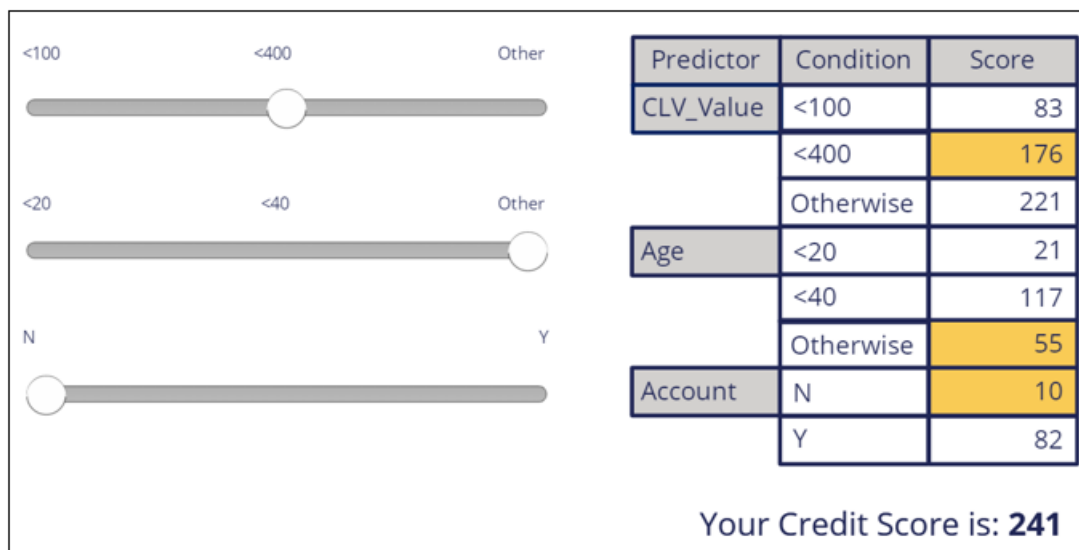 <100 <400 Other
<20 <40 Other
N Y
Predictor Condition Score
CLV_Value <100 83
<400 176
Otherwise 221
Age <20 21
<40 117
Otherwise 55
Account N 10
Y 82
Your Credit Score is: 241